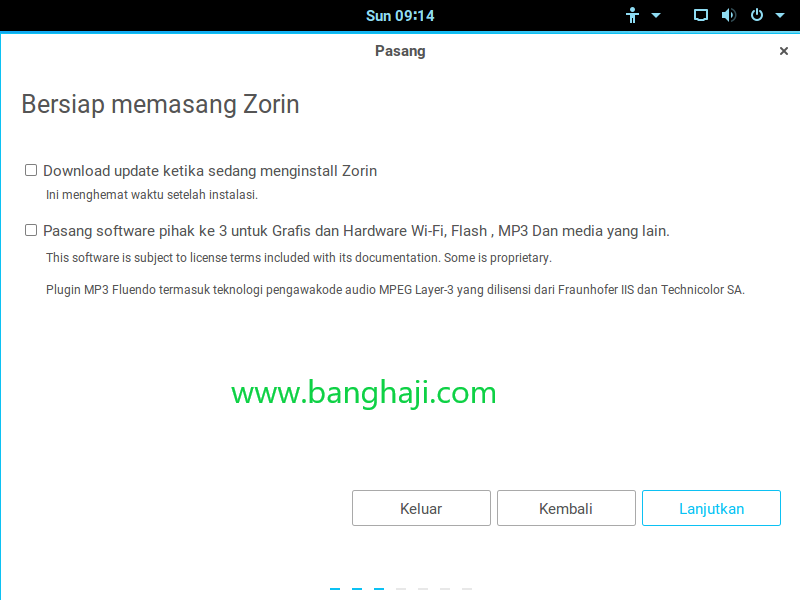 Sun 09:14
Pasang
Bersiap memasang Zorin
Download update ketika sedang menginstall Zorin
Ini menghemat waktu setelah instalasi.
Pasang software pihak ke 3 untuk Grafis dan Hardware Wi-Fi, Flash , MP3 Dan media yang lain.
This software is subject to license terms included with its documentation. Some is proprietary.
Plugin MP3 Fluendo termasuk teknologi pengawakode audio MPEG Layer-3 yang dilisensi dari Fraunhofer IIS dan Technicolor SA.
www.banghaji.com
Keluar
Kembali
Lanjutkan